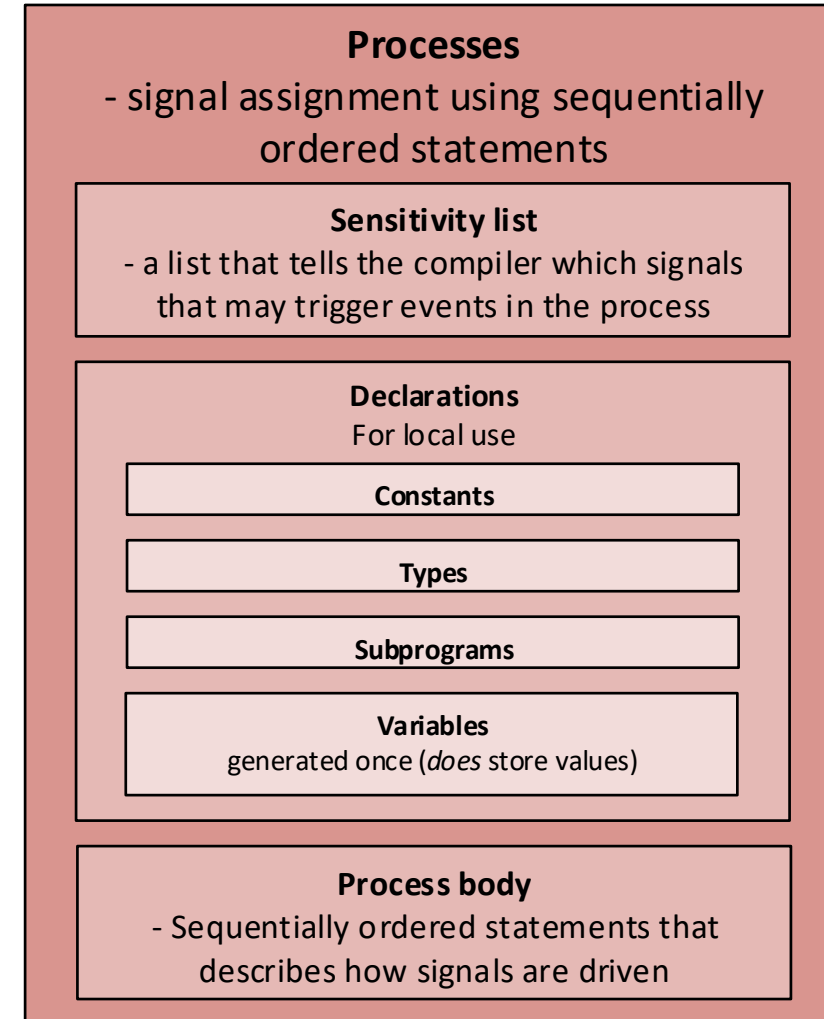 Processes
- signal assignment using sequentially
ordered statements
Sensitivity list
- a list that tells the compiler which signals
that may trigger events in the process
Declarations
For local use
Constants
Types
Subprograms
Variables
generated once (does store values)
Process body
- Sequentially ordered statements that
describes how signals are driven